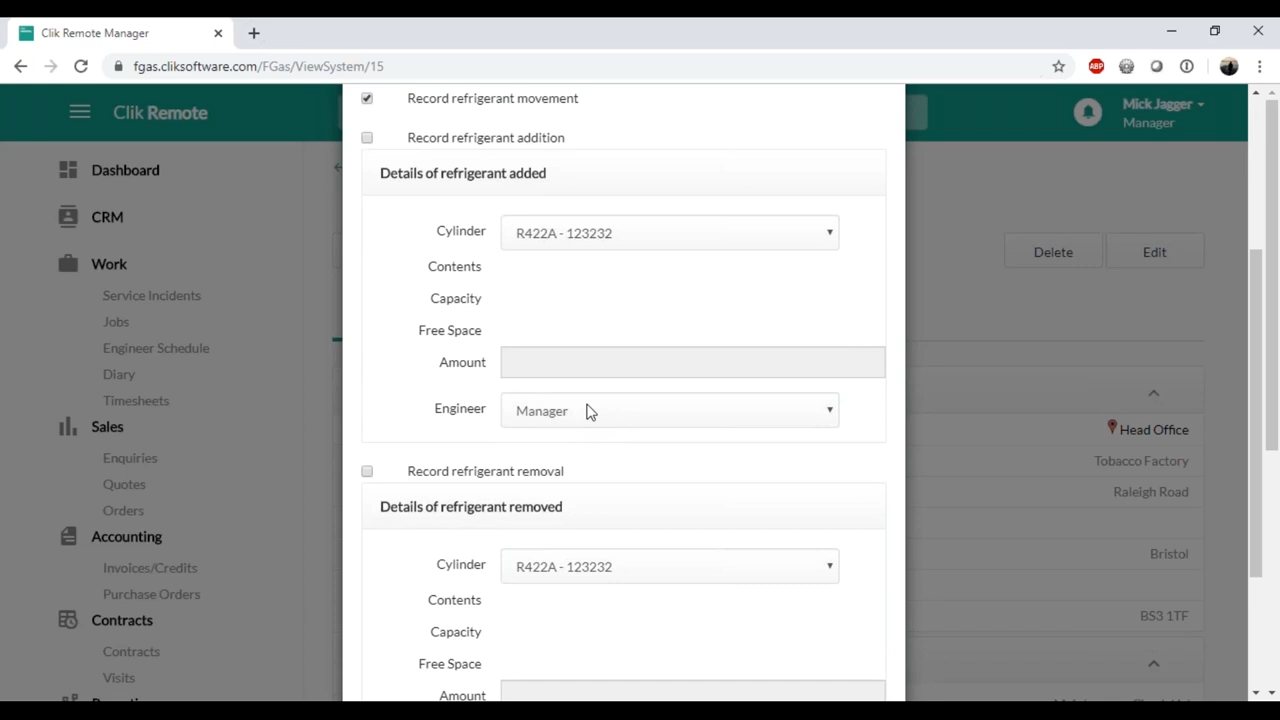 Clik Remote Manager
fgas.cliksoftware.com/FGas/ViewSystem/15
ABP
Clik Remote
Mick Jagger
Manager
Dashboard
CRM
Work
Service Incidents
Jobs
Engineer Schedule
Diary
Timesheets
Sales
Enquiries
Quotes
Orders
Accounting
Invoices/Credits
Purchase Orders
Contracts
Contracts
Visits
Record refrigerant movement
Record refrigerant addition
Details of refrigerant added
Cylinder R422A - 123232
Contents
Capacity
Free Space
Amount
Engineer Manager
Record refrigerant removal
Details of refrigerant removed
Cylinder R422A - 123232
Contents
Capacity
Free Space
Amount
Delete Edit
Head Office
Tobacco Factory
Raleigh Road
Bristol
BS3 1TF